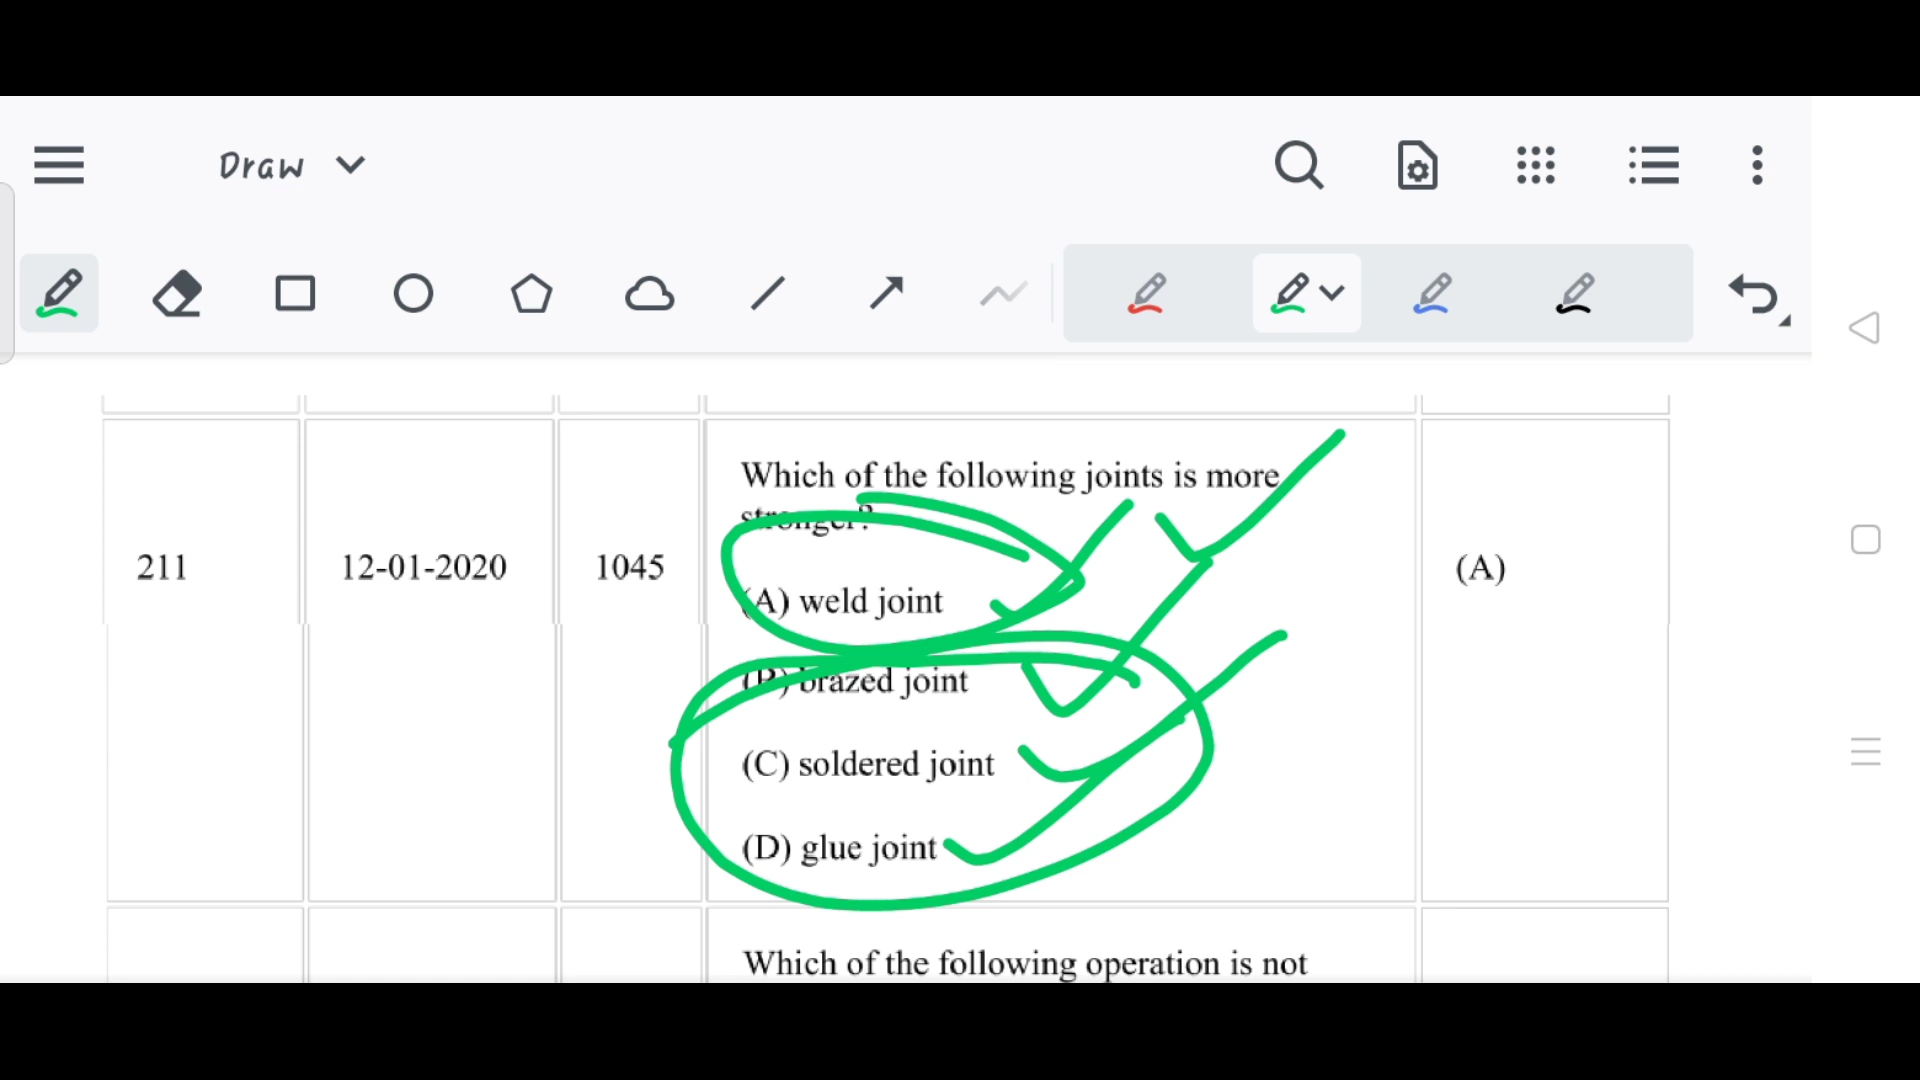 Draw
211
12-01-2020
1045
Which of the following joints is more
stronger?
(A) weld joint
(B) brazed joint
(C) soldered joint
(D) glue joint
(A)
Which of the following operation is not